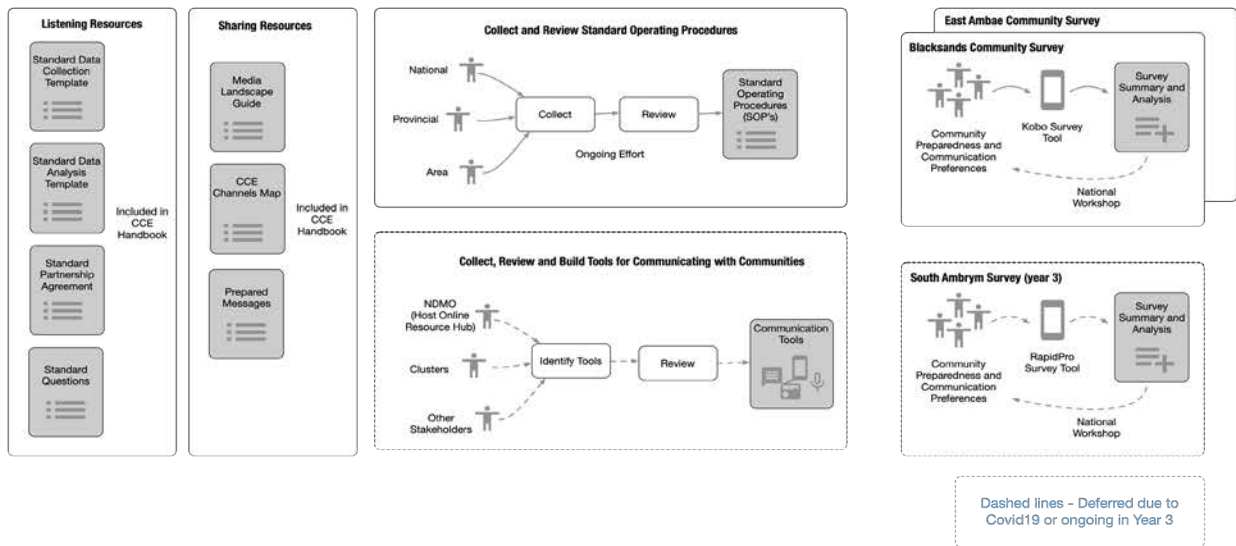 Listening Resources
Standard Data
Collection
Template
Standard Data
Analysis
Template
Included in
CCE
Handbook
Standard
Partnership
Agreement
Standard
Questions
Sharing Resources
Media
Landscape
Guide
CCE
Channels Map
Included in
CCE
Handbook
Prepared
Messages
Collect and Review Standard Operating Procedures
National
Provincial
Area
Collect
Review
Ongoing Effort
Standard
Operating
Procedures
(SOP's)
Collect, Review and Build Tools for Communicating with Communities
NDMO
(Host Online
Resource Hub)
Clusters
Other
Stakeholders
Identify Tools
Review
Communication
Tools
East Ambae Community Survey
Blacksands Community Survey
Community
Preparedness and
Communication
Preferences
Kobo Survey
Tool
Survey
Summary and
Analysis
National
Workshop
South Ambrym Survey (year 3)
Community
Preparedness and
Communication
Preferences
RapidPro
Survey Tool
Survey
Summary and
Analysis
National
Workshop
Dashed lines - Deferred due to
Covid19 or ongoing in Year 3